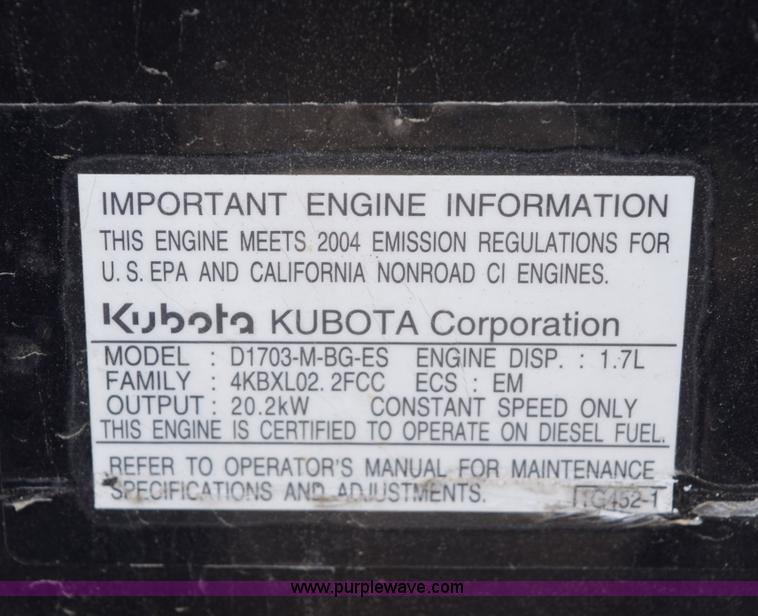 IMPORTANT ENGINE INFORMATION
THIS ENGINE MEETS 2004 EMISSION REGULATIONS FOR
U.S. EPA AND CALIFORNIA NONROAD CI ENGINES.
Kubota KUBOTA Corporation
MODEL : D1703-M-BG-ES ENGINE DISP. : 1.7L
FAMILY : 4KBXL02.2FCC ECS : EM
OUTPUT : 20.2kW CONSTANT SPEED ONLY
THIS ENGINE IS CERTIFIED TO OPERATE ON DIESEL FUEL.
REFER TO OPERATOR'S MANUAL FOR MAINTENANCE
SPECIFICATIONS AND ADJUSTMENTS.
www.purplewave.com